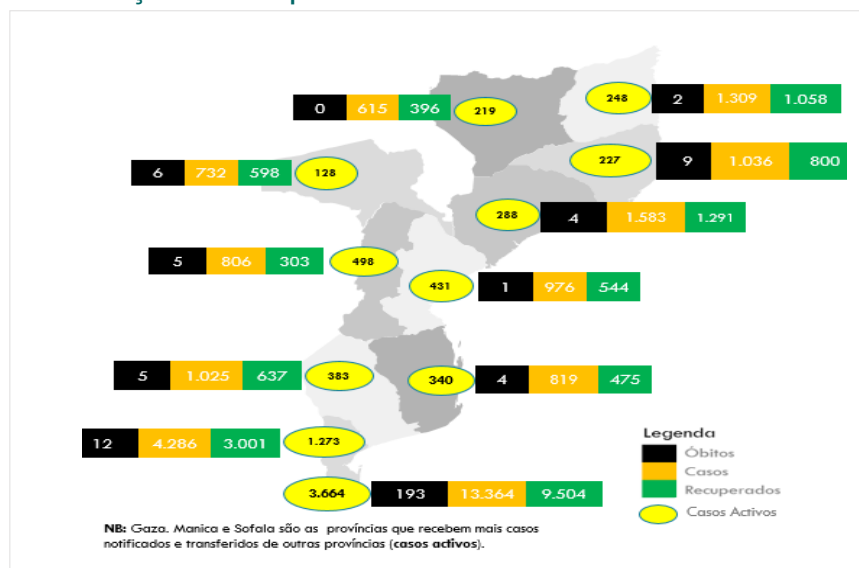 0 615 396 219
248 2 1.309 1.058
227 9 1.036 800
6 732 598 128
288 4 1.583 1.291
5 806 303 498
431 1 976 544
5 1.025 637 383
340 4 819 475
12 4.286 3.001 1.273
3.664 193 13.364 9.504
Legenda
Óbitos
Casos
Recuperados
Casos Activos
NB: Gaza. Manica e Sofala são as províncias que recebem mais casos
notificados e transferidos de outras províncias (casos activos).